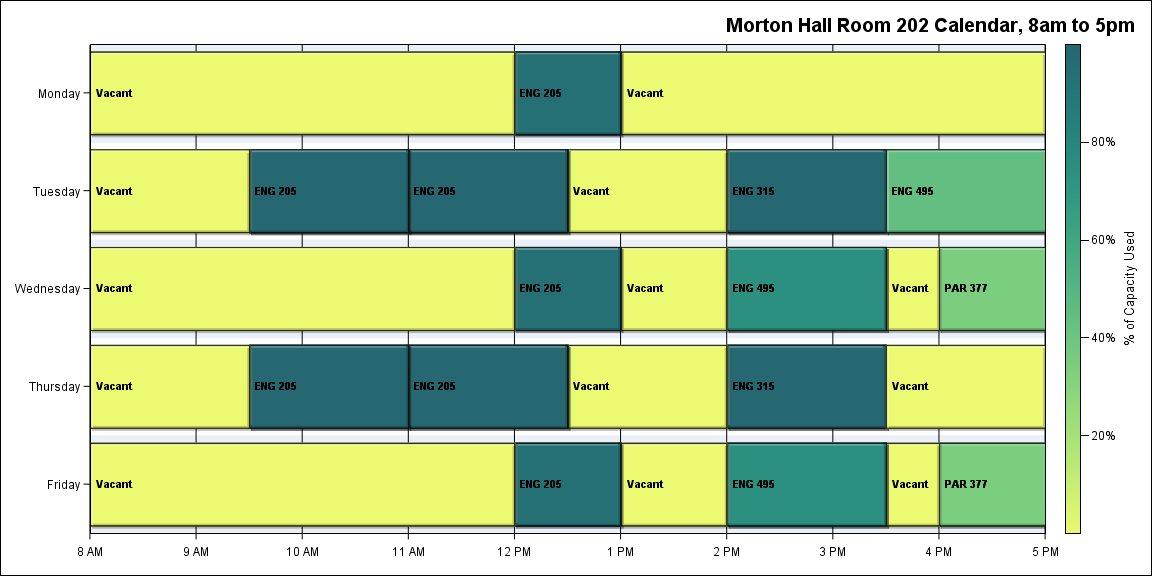 Morton Hall Room 202 Calendar, 8am to 5pm
Monday
Vacant
ENG 205
Vacant
Tuesday
Vacant
ENG 205
ENG 205
Vacant
ENG 315
ENG 495
Wednesday
Vacant
ENG 205
Vacant
ENG 495
Vacant
PAR 377
Thursday
Vacant
ENG 205
ENG 205
Vacant
ENG 315
Vacant
Friday
Vacant
ENG 205
Vacant
ENG 495
Vacant
PAR 377
8 AM
9 AM
10 AM
11 AM
12 PM
1 PM
2 PM
3 PM
4 PM
5 PM
80%
60%
40%
20%
% of Capacity Used